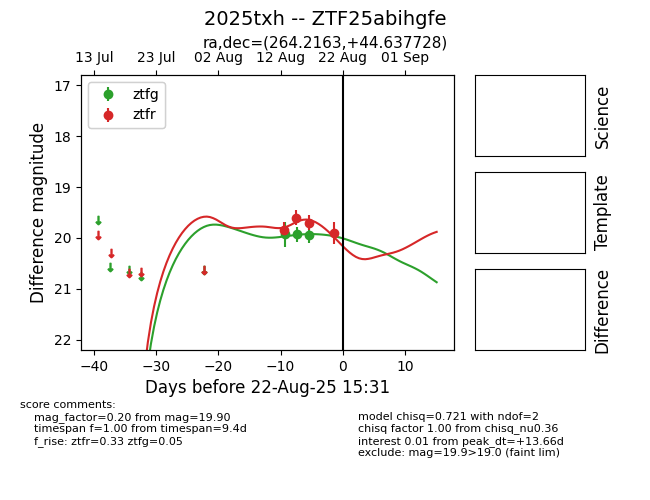 2025txh -- ZTF25abihgfe
ra,dec=(264.2163,+44.637728)
13 Jul 23 Jul 02 Aug 12 Aug 22 Aug 01 Sep
ztfg
ztfr
17
18
19
20
21
22
Difference magnitude
−40 −30 −20 −10 0 10
Days before 22-Aug-25 15:31
Science
Template
Difference
score comments:
mag_factor=0.20 from mag=19.90
timespan f=1.00 from timespan=9.4d
f_rise: ztfr=0.33 ztfg=0.05
model chisq=0.721 with ndof=2
chisq factor 1.00 from chisq_nu0.36
interest 0.01 from peak_dt=+13.66d
exclude: mag=19.9>19.0 (faint lim)